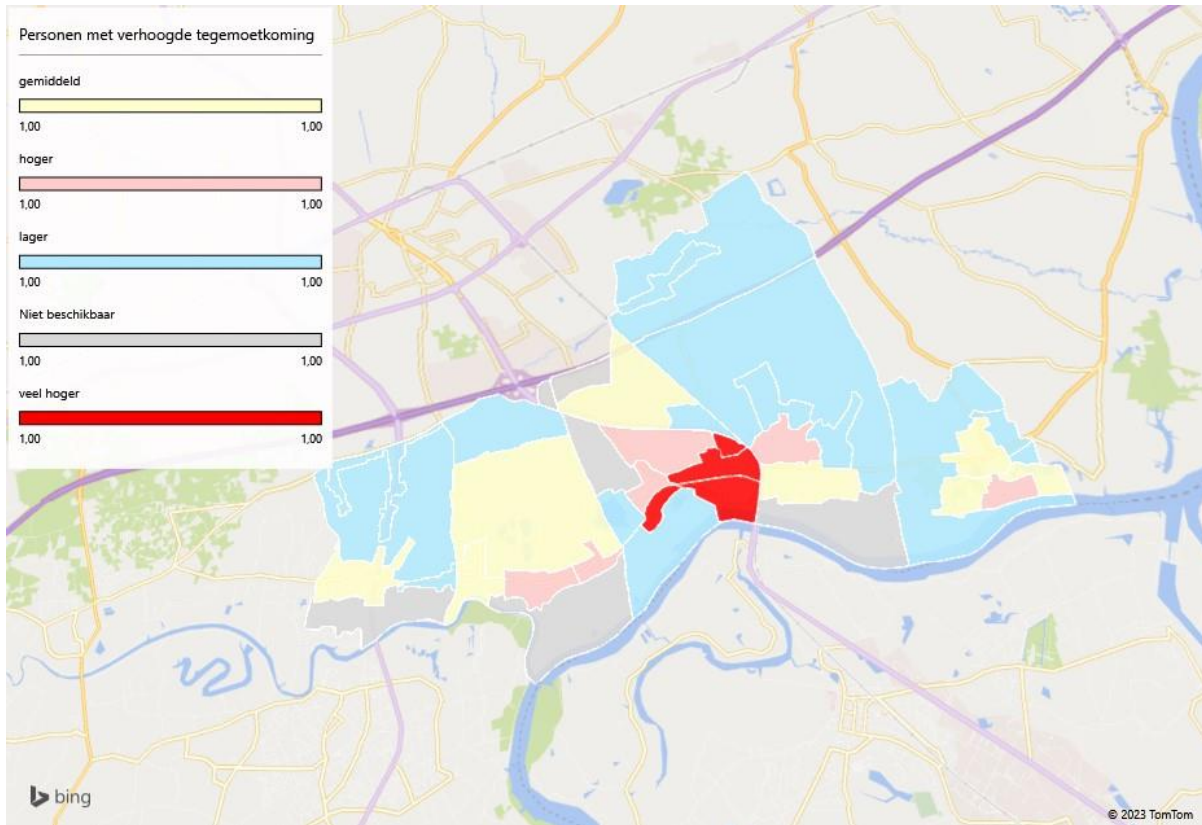 Personen met verhoogde tegemoetkoming
gemiddeld
1,00 1,00
hoger
1,00 1,00
lager
1,00 1,00
Niet beschikbaar
1,00 1,00
veel hoger
1,00 1,00
bing
© 2023 TomTom